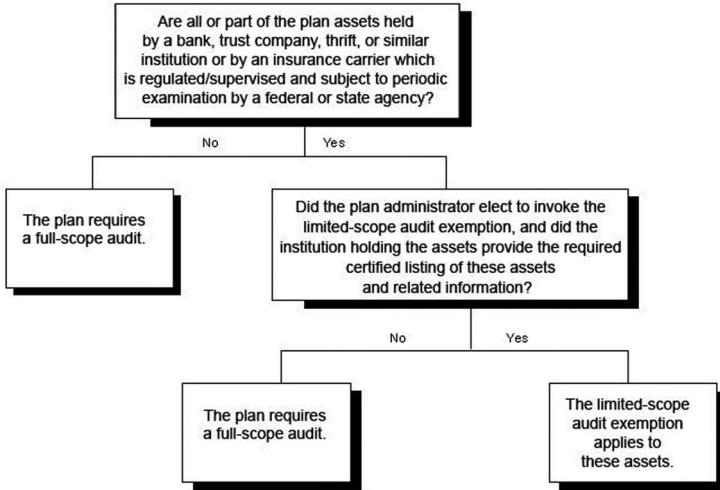 Are all or part of the plan assets held
by a bank, trust company, thrift, or similar
institution or by an insurance carrier which
is regulated/supervised and subject to periodic
examination by a federal or state agency?
No
Yes
The plan requires
a full-scope audit.
Did the plan administrator elect to invoke the
limited-scope audit exemption, and did the
institution holding the assets provide the required
certified listing of these assets
and related information?
No
Yes
The plan requires
a full-scope audit.
The limited-scope
audit exemption
applies to
these assets.